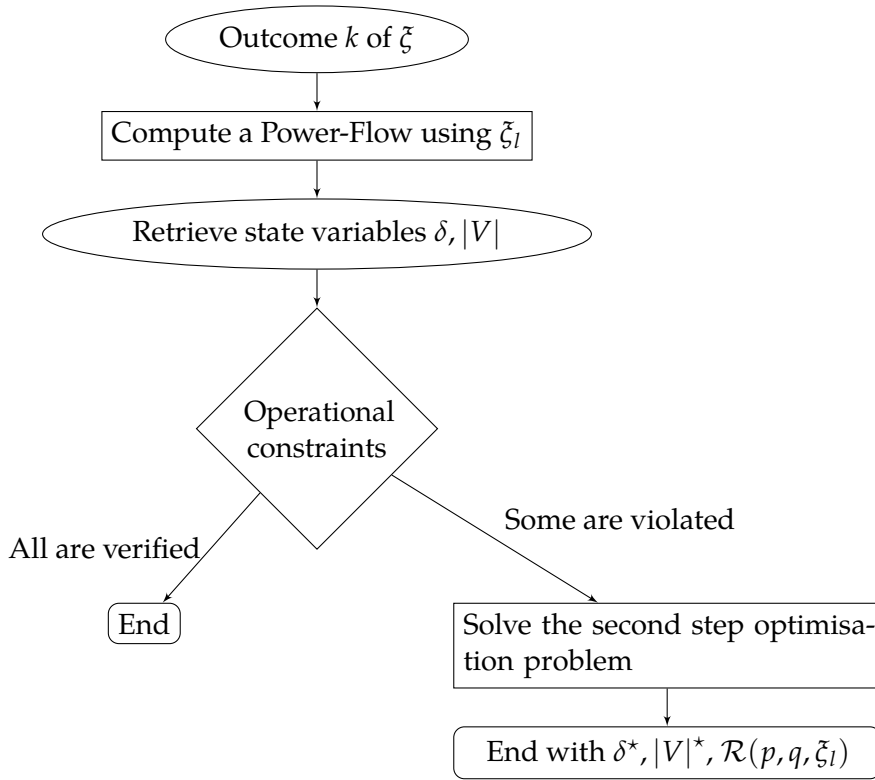 Outcome k of ξ
Compute a Power-Flow using ξ_l
Retrieve state variables δ, |V|
Operational
constraints
Some are violated
All are verified
End
Solve the second step optimisa-
tion problem
End with δ⋆, |V|⋆, ℛ(p, q, ξ_l)